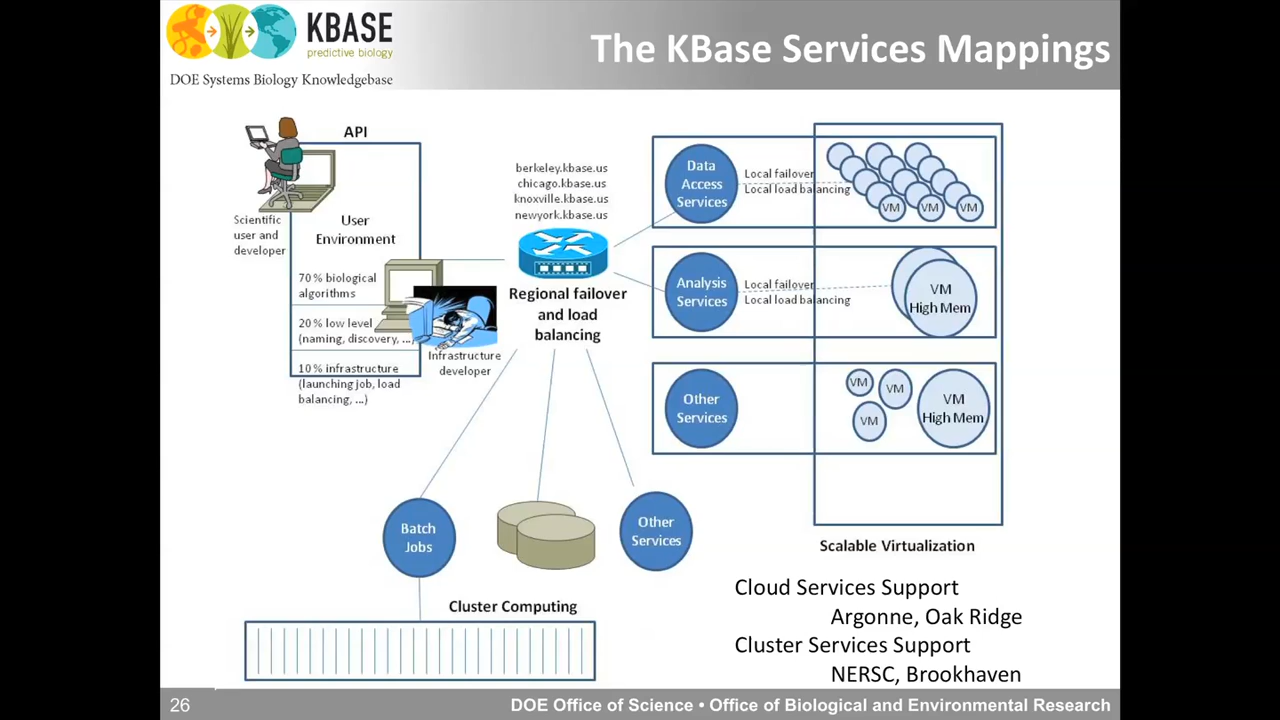 KBASE
predictive biology
DOE Systems Biology Knowledgebase
The KBase Services Mappings
API
Scientific
user and
developer
User
Environment
70 % biological
algorithms
20 % low level
(naming, discovery, ...)
10 % infrastructure
(launching job, load
balancing, ...)
Infrastructure
developer
berkeley.kbase.us
chicago.kbase.us
knoxville.kbase.us
newyork.kbase.us
Regional failover
and load
balancing
Data
Access
Services
Local failover
Local load balancing
VM
VM
VM
Analysis
Services
Local failover
Local load balancing
VM
High Mem
Other
Services
VM
VM
VM
VM
High Mem
Scalable Virtualization
Batch
Jobs
Other
Services
Cluster Computing
Cloud Services Support
Argonne, Oak Ridge
Cluster Services Support
NERSC, Brookhaven
26
DOE Office of Science • Office of Biological and Environmental Research